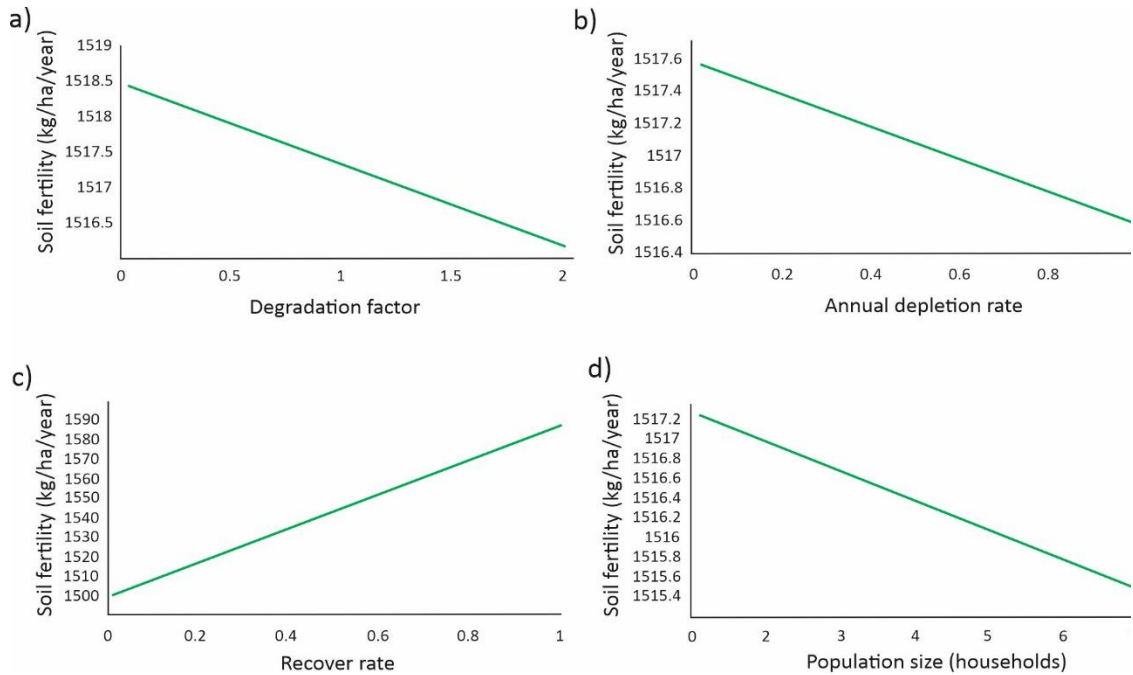 a)
Soil fertility (kg/ha/year)
1519
1518.5
1518
1517.5
1517
1516.5
0 0.5 1 1.5 2
Degradation factor
b)
Soil fertility (kg/ha/year)
1517.6
1517.4
1517.2
1517
1516.8
1516.6
1516.4
0 0.2 0.4 0.6 0.8
Annual depletion rate
c)
Soil fertility (kg/ha/year)
1590
1580
1570
1560
1550
1540
1530
1520
1510
1500
0 0.2 0.4 0.6 0.8 1
Recover rate
d)
Soil fertility (kg/ha/year)
1517.2
1517
1516.8
1516.6
1516.4
1516.2
1516
1515.8
1515.6
1515.4
0 2 3 4 5 6
Population size (households)